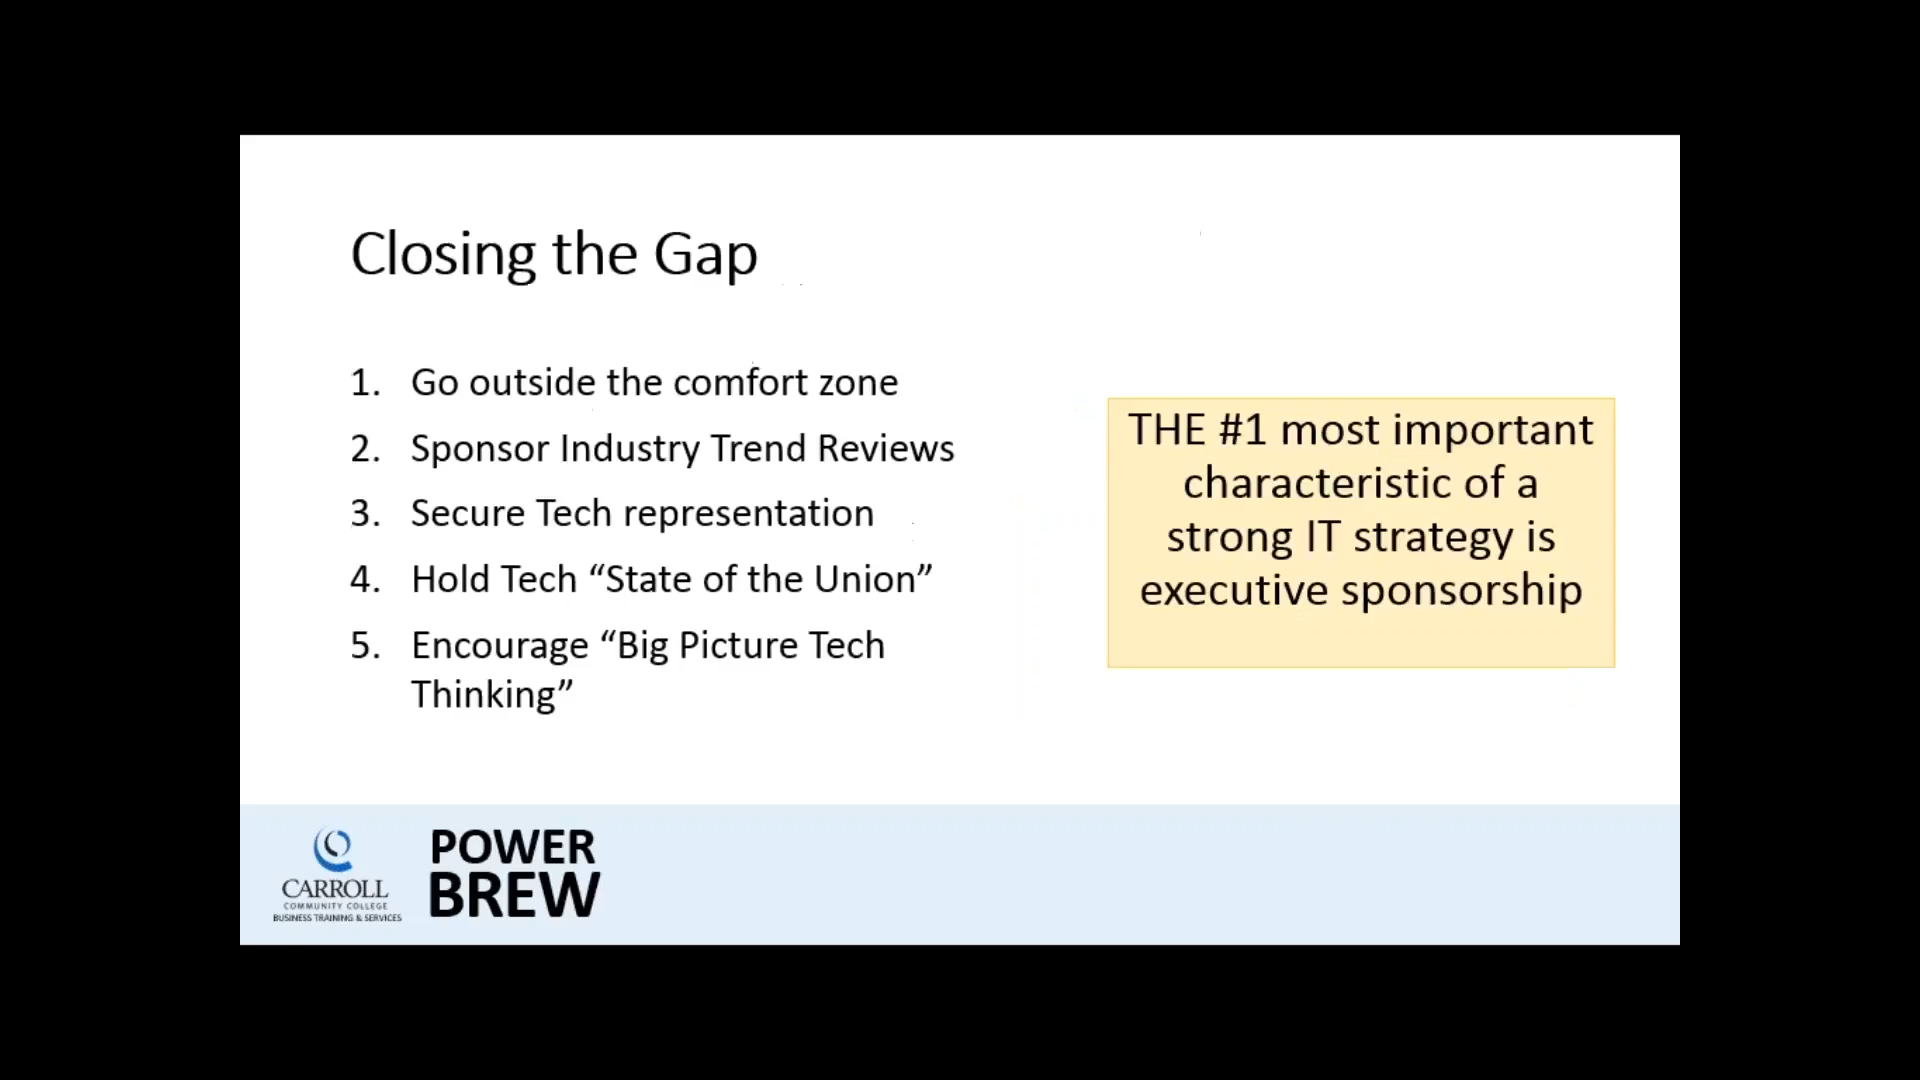 Closing the Gap
1. Go outside the comfort zone
2. Sponsor Industry Trend Reviews
3. Secure Tech representation
4. Hold Tech “State of the Union”
5. Encourage “Big Picture Tech
Thinking”
THE #1 most important
characteristic of a
strong IT strategy is
executive sponsorship
CARROLL
COMMUNITY COLLEGE
BUSINESS TRAINING & SERVICES
POWER
BREW